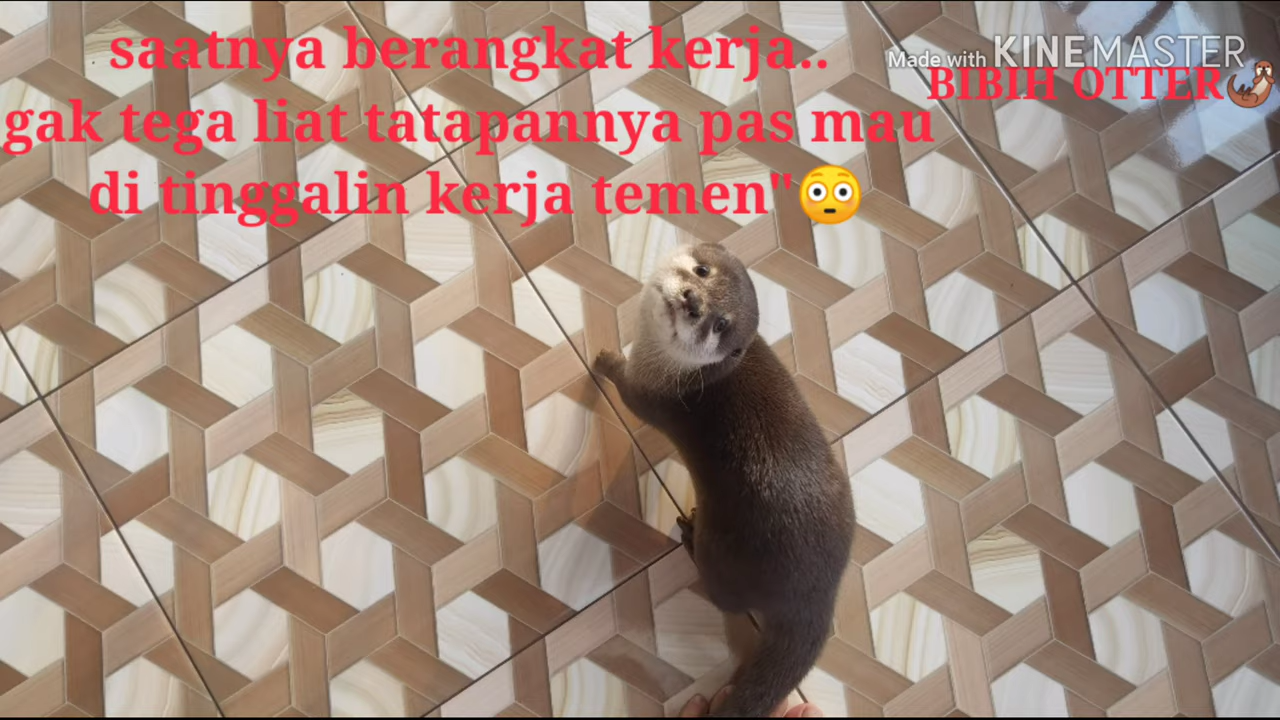 saatnya berangkat kerja..
gak tega liat tatapannya pas mau
di tinggalin kerja temen"😳
Made with KINEMASTER
BIBIH OTTER🦦